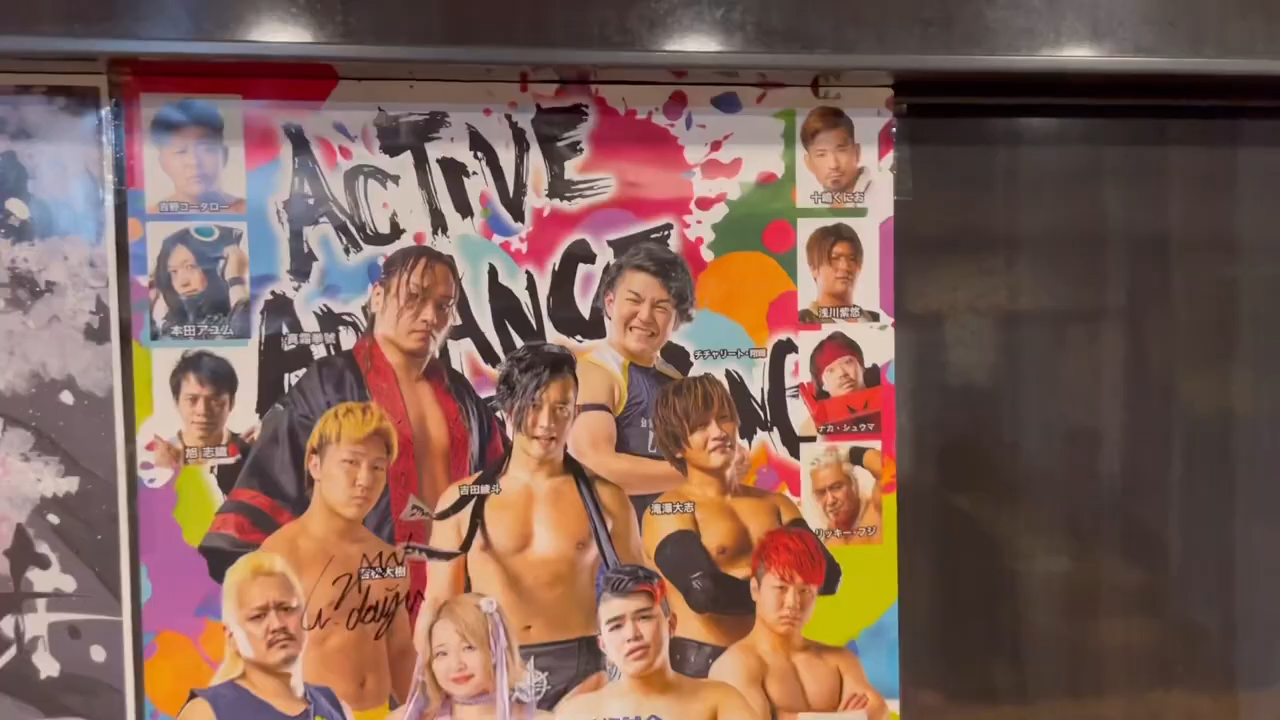 ACTIVE
ADVANCE
吉野コータロー
本田アユム
旭 志織
真霜拳號
チチャリート・翔暉
吉田綾斗
滝澤大志
若松大樹
十嶋くにお
浅川紫悠
ナカ・シュウマ
リッキー・フジ